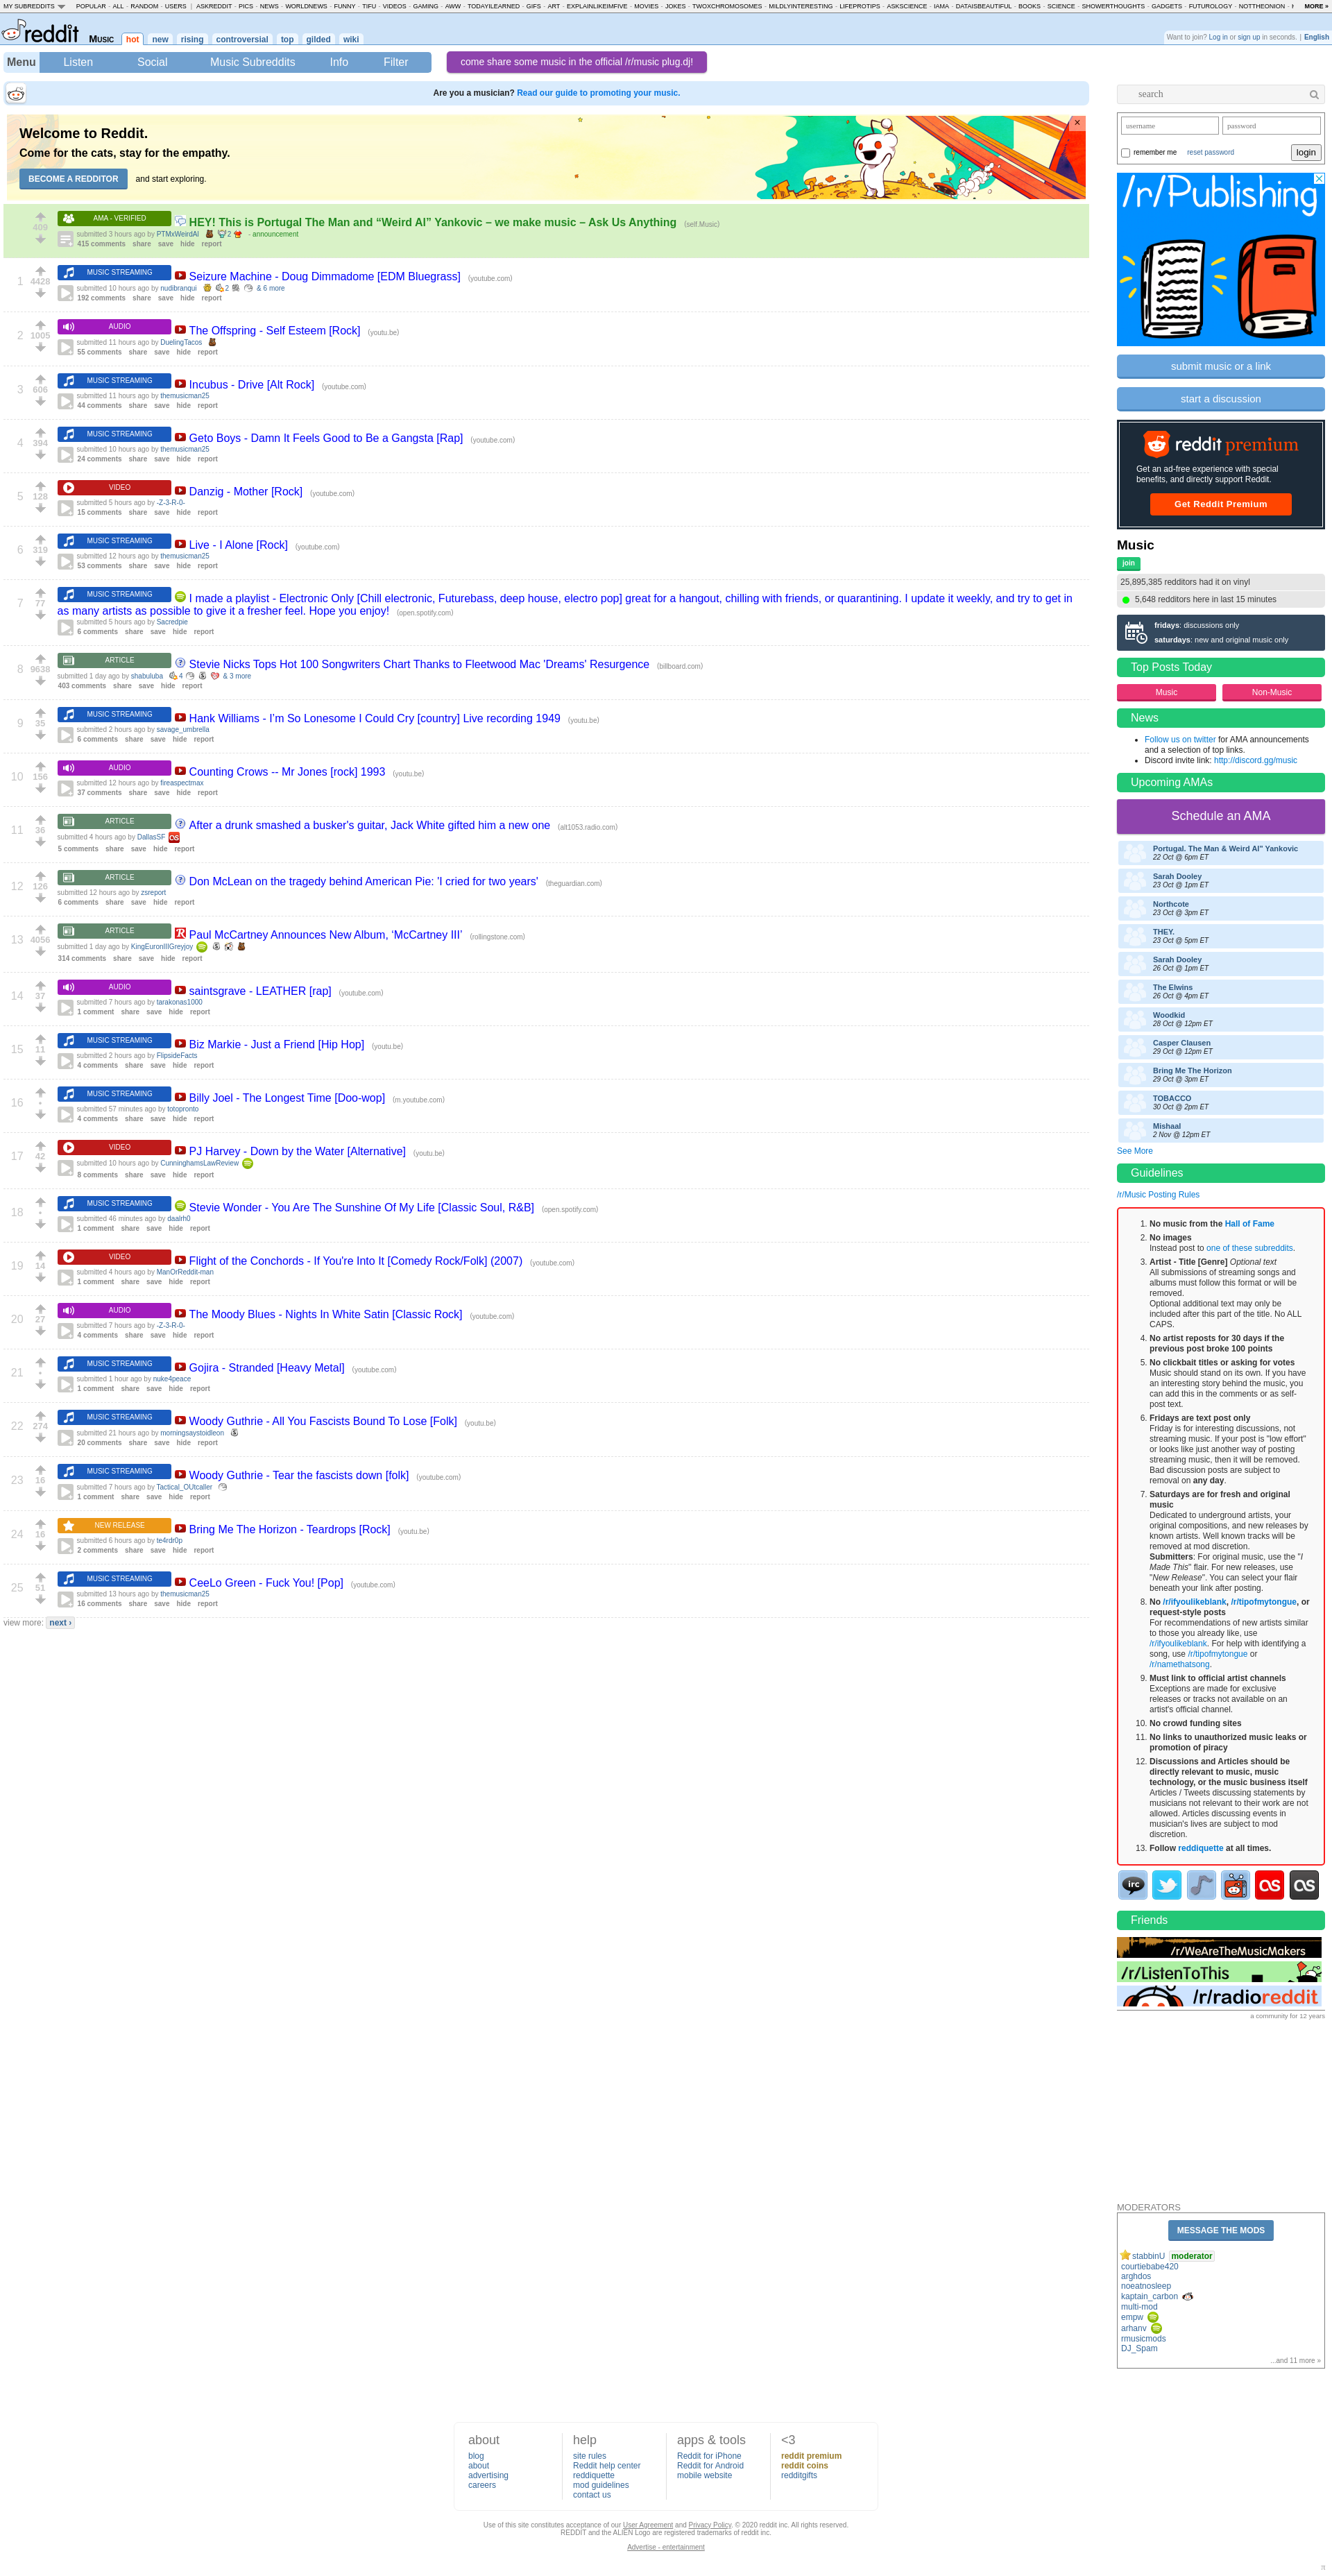 MY SUBREDDITS POPULAR - ALL - RANDOM - USERS | ASKREDDIT - PICS - NEWS - WORLDNEWS - FUNNY - TIFU - VIDEOS - GAMING - AWW - TODAYILEARNED - GIFS - ART - EXPLAINLIKEIMFIVE - MOVIES - JOKES - TWOXCHROMOSOMES - MILDLYINTERESTING - LIFEPROTIPS - ASKSCIENCE - IAMA - DATAISBEAUTIFUL - BOOKS - SCIENCE - SHOWERTHOUGHTS - GADGETS - FUTUROLOGY - NOTTHEONION - MORE »
reddit MUSIC hot new rising controversial top gilded wiki
Want to join? Log in or sign up in seconds. | English
Menu Listen Social Music Subreddits Info Filter
come share some music in the official /r/music plug.dj!
Are you a musician? Read our guide to promoting your music.
Welcome to Reddit.
Come for the cats, stay for the empathy.
BECOME A REDDITOR and start exploring.
×
409
AMA - VERIFIED HEY! This is Portugal The Man and “Weird Al” Yankovic – we make music – Ask Us Anything (self.Music)
submitted 3 hours ago by PTMxWeirdAl 2 - announcement
415 comments share save hide report
1 4428
MUSIC STREAMING Seizure Machine - Doug Dimmadome [EDM Bluegrass] (youtube.com)
submitted 10 hours ago by nudibranqui 2 & 6 more
192 comments share save hide report
2 1005
AUDIO The Offspring - Self Esteem [Rock] (youtu.be)
submitted 11 hours ago by DuelingTacos
55 comments share save hide report
3 606
MUSIC STREAMING Incubus - Drive [Alt Rock] (youtube.com)
submitted 11 hours ago by themusicman25
44 comments share save hide report
4 394
MUSIC STREAMING Geto Boys - Damn It Feels Good to Be a Gangsta [Rap] (youtube.com)
submitted 10 hours ago by themusicman25
24 comments share save hide report
5 128
VIDEO Danzig - Mother [Rock] (youtube.com)
submitted 5 hours ago by -Z-3-R-0-
15 comments share save hide report
6 319
MUSIC STREAMING Live - I Alone [Rock] (youtube.com)
submitted 12 hours ago by themusicman25
53 comments share save hide report
7 77
MUSIC STREAMING I made a playlist - Electronic Only [Chill electronic, Futurebass, deep house, electro pop] great for a hangout, chilling with friends, or quarantining. I update it weekly, and try to get in
as many artists as possible to give it a fresher feel. Hope you enjoy! (open.spotify.com)
submitted 5 hours ago by Sacredpie
6 comments share save hide report
8 9638
ARTICLE Stevie Nicks Tops Hot 100 Songwriters Chart Thanks to Fleetwood Mac 'Dreams' Resurgence (billboard.com)
submitted 1 day ago by shabuluba 4 & 3 more
403 comments share save hide report
9 35
MUSIC STREAMING Hank Williams - I’m So Lonesome I Could Cry [country] Live recording 1949 (youtu.be)
submitted 2 hours ago by savage_umbrella
6 comments share save hide report
10 156
AUDIO Counting Crows -- Mr Jones [rock] 1993 (youtu.be)
submitted 12 hours ago by fireaspectmax
37 comments share save hide report
11 36
ARTICLE After a drunk smashed a busker's guitar, Jack White gifted him a new one (alt1053.radio.com)
submitted 4 hours ago by DallasSF
5 comments share save hide report
12 126
ARTICLE Don McLean on the tragedy behind American Pie: 'I cried for two years' (theguardian.com)
submitted 12 hours ago by zsreport
6 comments share save hide report
13 4056
ARTICLE Paul McCartney Announces New Album, ‘McCartney III’ (rollingstone.com)
submitted 1 day ago by KingEuronIIIGreyjoy
314 comments share save hide report
14 37
AUDIO saintsgrave - LEATHER [rap] (youtube.com)
submitted 7 hours ago by tarakonas1000
1 comment share save hide report
15 11
MUSIC STREAMING Biz Markie - Just a Friend [Hip Hop] (youtu.be)
submitted 2 hours ago by FlipsideFacts
4 comments share save hide report
16 •
MUSIC STREAMING Billy Joel - The Longest Time [Doo-wop] (m.youtube.com)
submitted 57 minutes ago by totopronto
4 comments share save hide report
17 42
VIDEO PJ Harvey - Down by the Water [Alternative] (youtu.be)
submitted 10 hours ago by CunninghamsLawReview
8 comments share save hide report
18 •
MUSIC STREAMING Stevie Wonder - You Are The Sunshine Of My Life [Classic Soul, R&B] (open.spotify.com)
submitted 46 minutes ago by daalrh0
1 comment share save hide report
19 14
VIDEO Flight of the Conchords - If You're Into It [Comedy Rock/Folk] (2007) (youtube.com)
submitted 4 hours ago by ManOrReddit-man
1 comment share save hide report
20 27
AUDIO The Moody Blues - Nights In White Satin [Classic Rock] (youtube.com)
submitted 7 hours ago by -Z-3-R-0-
4 comments share save hide report
21 •
MUSIC STREAMING Gojira - Stranded [Heavy Metal] (youtube.com)
submitted 1 hour ago by nuke4peace
1 comment share save hide report
22 274
MUSIC STREAMING Woody Guthrie - All You Fascists Bound To Lose [Folk] (youtu.be)
submitted 21 hours ago by morningsaystoidleon
20 comments share save hide report
23 16
MUSIC STREAMING Woody Guthrie - Tear the fascists down [folk] (youtube.com)
submitted 7 hours ago by Tactical_OUtcaller
1 comment share save hide report
24 16
NEW RELEASE Bring Me The Horizon - Teardrops [Rock] (youtu.be)
submitted 6 hours ago by te4rdr0p
2 comments share save hide report
25 51
MUSIC STREAMING CeeLo Green - Fuck You! [Pop] (youtube.com)
submitted 13 hours ago by themusicman25
16 comments share save hide report
view more: next ›
search
username password
remember me reset password login
/r/Publishing
submit music or a link
start a discussion
reddit premium
Get an ad-free experience with special
benefits, and directly support Reddit.
Get Reddit Premium
Music
join
25,895,385 redditors had it on vinyl
5,648 redditors here in last 15 minutes
fridays: discussions only
saturdays: new and original music only
Top Posts Today
Music Non-Music
News
• Follow us on twitter for AMA announcements
and a selection of top links.
• Discord invite link: http://discord.gg/music
Upcoming AMAs
Schedule an AMA
Portugal. The Man & Weird Al" Yankovic
22 Oct @ 6pm ET
Sarah Dooley
23 Oct @ 1pm ET
Northcote
23 Oct @ 3pm ET
THEY.
23 Oct @ 5pm ET
Sarah Dooley
26 Oct @ 1pm ET
The Elwins
26 Oct @ 4pm ET
Woodkid
28 Oct @ 12pm ET
Casper Clausen
29 Oct @ 12pm ET
Bring Me The Horizon
29 Oct @ 3pm ET
TOBACCO
30 Oct @ 2pm ET
Mishaal
2 Nov @ 12pm ET
See More
Guidelines
/r/Music Posting Rules
1. No music from the Hall of Fame
2. No images
Instead post to one of these subreddits.
3. Artist - Title [Genre] Optional text
All submissions of streaming songs and
albums must follow this format or will be
removed.
Optional additional text may only be
included after this part of the title. No ALL
CAPS.
4. No artist reposts for 30 days if the
previous post broke 100 points
5. No clickbait titles or asking for votes
Music should stand on its own. If you have
an interesting story behind the music, you
can add this in the comments or as self-
post text.
6. Fridays are text post only
Friday is for interesting discussions, not
streaming music. If your post is "low effort"
or looks like just another way of posting
streaming music, then it will be removed.
Bad discussion posts are subject to
removal on any day.
7. Saturdays are for fresh and original
music
Dedicated to underground artists, your
original compositions, and new releases by
known artists. Well known tracks will be
removed at mod discretion.
Submitters: For original music, use the "I
Made This" flair. For new releases, use
"New Release". You can select your flair
beneath your link after posting.
8. No /r/ifyoulikeblank, /r/tipofmytongue, or
request-style posts
For recommendations of new artists similar
to those you already like, use
/r/ifyoulikeblank. For help with identifying a
song, use /r/tipofmytongue or
/r/namethatsong.
9. Must link to official artist channels
Exceptions are made for exclusive
releases or tracks not available on an
artist's official channel.
10. No crowd funding sites
11. No links to unauthorized music leaks or
promotion of piracy
12. Discussions and Articles should be
directly relevant to music, music
technology, or the music business itself
Articles / Tweets discussing statements by
musicians not relevant to their work are not
allowed. Articles discussing events in
musician's lives are subject to mod
discretion.
13. Follow reddiquette at all times.
irc
Friends
/r/WeAreTheMusicMakers
/r/ListenToThis
/r/radioreddit
a community for 12 years
MODERATORS
MESSAGE THE MODS
stabbinU moderator
courtiebabe420
arghdos
noeatnosleep
kaptain_carbon
multi-mod
empw
arhanv
rmusicmods
DJ_Spam
...and 11 more »
about
blog
about
advertising
careers
help
site rules
Reddit help center
reddiquette
mod guidelines
contact us
apps & tools
Reddit for iPhone
Reddit for Android
mobile website
<3
reddit premium
reddit coins
redditgifts
Use of this site constitutes acceptance of our User Agreement and Privacy Policy. © 2020 reddit inc. All rights reserved.
REDDIT and the ALIEN Logo are registered trademarks of reddit inc.
Advertise - entertainment
π